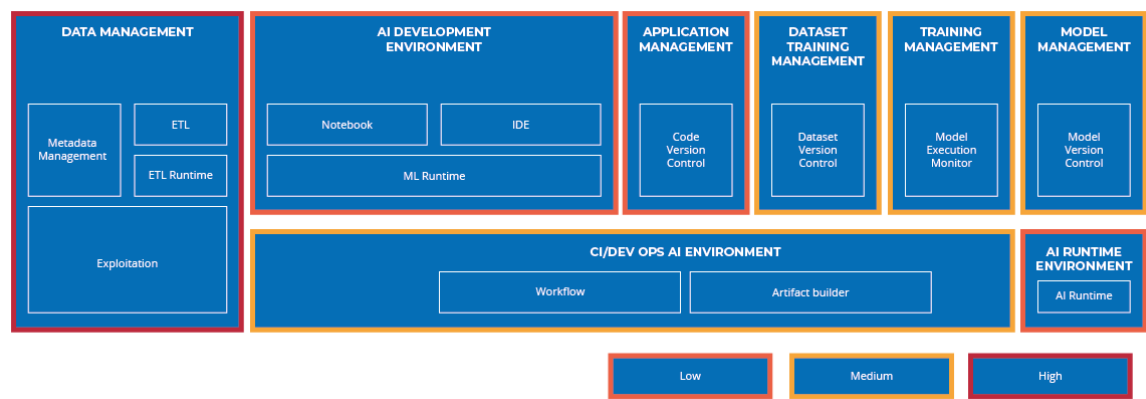 DATA MANAGEMENT
Metadata
Management
ETL
ETL Runtime
Exploitation
AI DEVELOPMENT
ENVIRONMENT
Notebook
IDE
ML Runtime
APPLICATION
MANAGEMENT
Code
Version
Control
DATASET
TRAINING
MANAGEMENT
Dataset
Version
Control
TRAINING
MANAGEMENT
Model
Execution
Monitor
MODEL
MANAGEMENT
Model
Version
Control
CI/DEV OPS AI ENVIRONMENT
Workflow
Artifact builder
AI RUNTIME
ENVIRONMENT
AI Runtime
Low
Medium
High